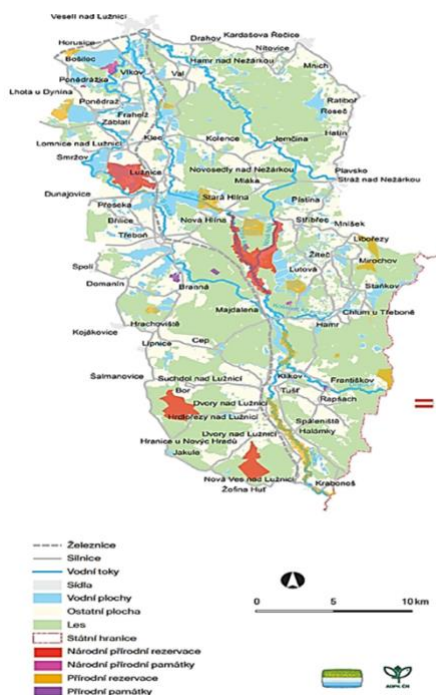 Veselí nad Lužnicí
Horusice
Drahov
Kardašova Řečice
Nítovice
Bošilec
Hamr nad Nežárkou
Mnich
Vlkov
Val
Ponědrážka
Lhota u Dynína
Ponědraž
Ratiboř
Roseč
Frahelž
Záblatí
Hatín
Klec
Kolence
Jemčina
Lomnice nad Lužnicí
Smržov
Lužnice
Novosedly nad Nežárkou
Plavsko
Mláka
Stráž nad Nežárkou
Dunajovice
Stará Hlína
Pístina
Přeseka
Nová Hlína
Stříbřec
Mníšek
Břilice
Libořezy
Třeboň
Žíteč
Mirochov
Spolí
Lutová
Domanín
Branná
Staňkov
Majdalena
Chlum u Třeboně
Hrachoviště
Hamr
Kojákovice
Lipnice
Cep
Klikov
Františkov
Šalmanovice
Suchdol nad Lužnicí
Tušť
Rapšach
Bor
Dvory nad Lužnicí
Spáleniště
Hrdlořezy nad Lužnicí
Halámky
Dvory nad Lužnicí
Hranice u Nových Hradů
Jakule
Nová Ves nad Lužnicí
Krabonoš
Žofina Huť
Železnice
Silnice
Vodní toky
Sídla
Vodní plochy
Ostatní plocha
Les
Státní hranice
Národní přírodní rezervace
Národní přírodní památky
Přírodní rezervace
Přírodní památky
0 5 10 km
AOPK ČR